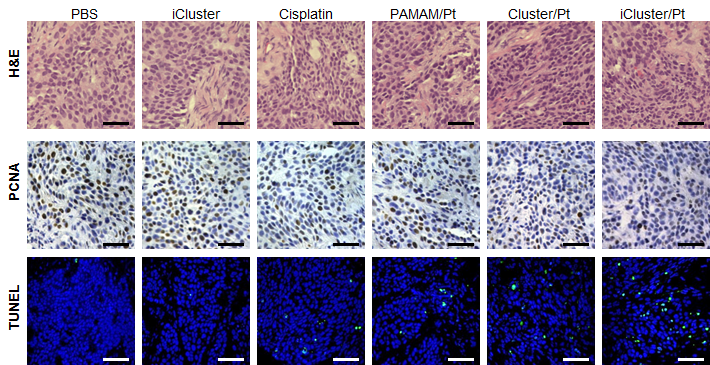 PBS iCluster Cisplatin PAMAM/Pt Cluster/Pt iCluster/Pt
H&E
PCNA
TUNEL